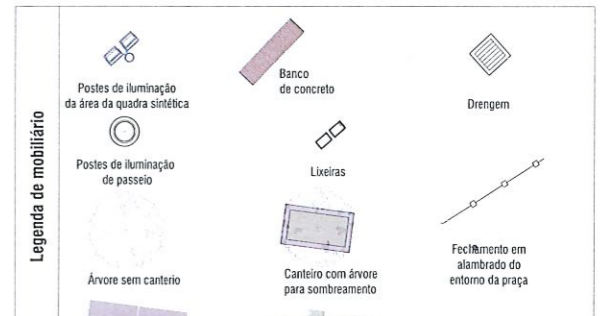 Legenda de mobiliário
Postes de iluminação
da área da quadra sintética
Banco
de concreto
Drengem
Postes de iluminação
de passeio
Lixeiras
Fechamento em
alambrado do
entorno da praça
Árvore sem canterio
Canteiro com árvore
para sombreamento